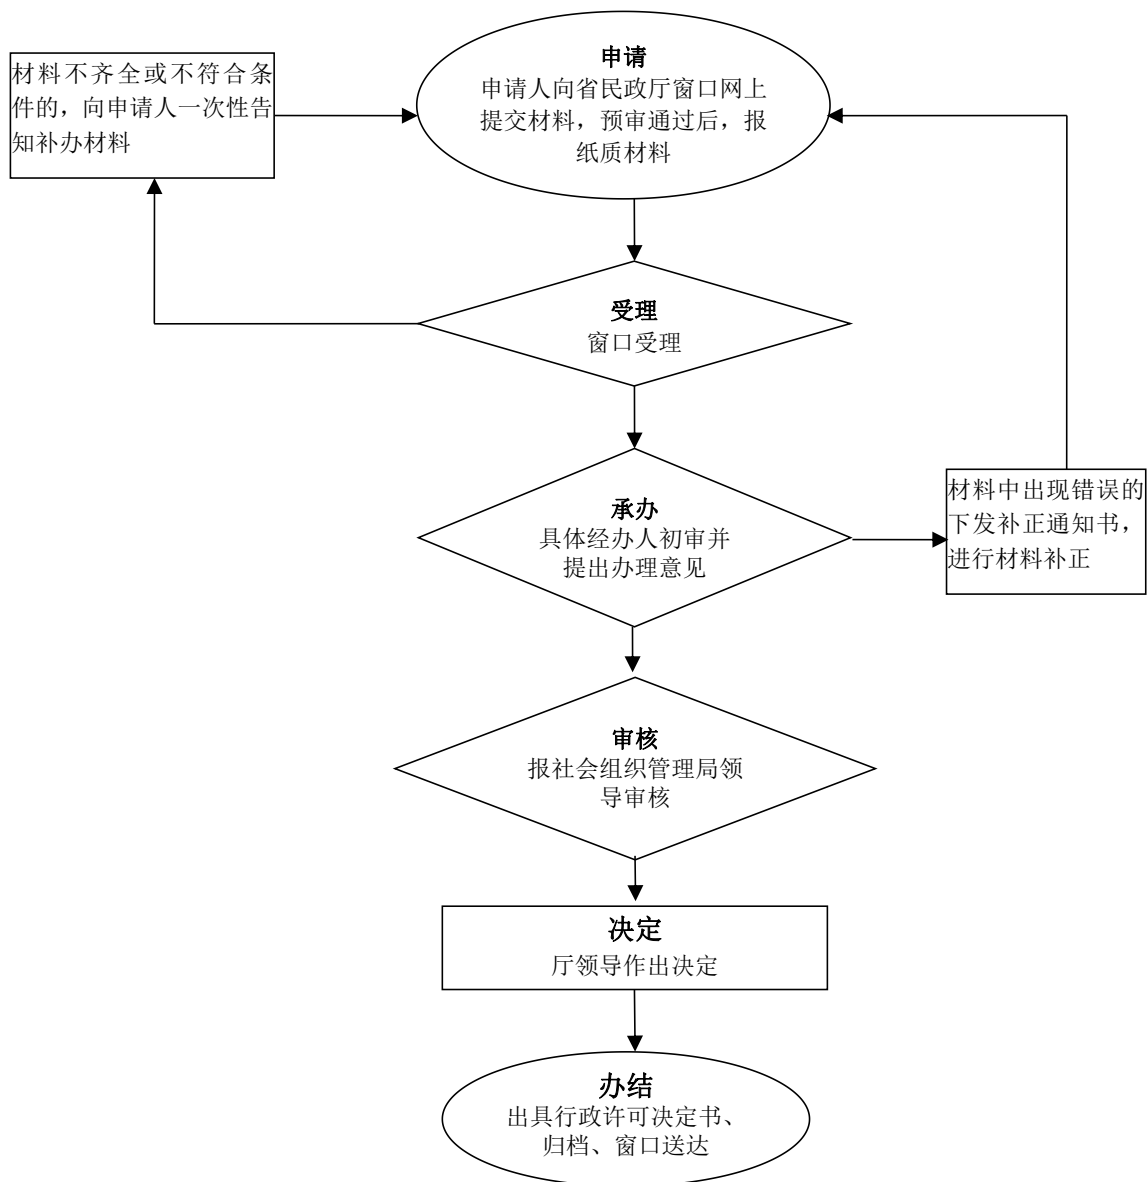 申请
申请人向省民政厅窗口网上
提交材料，预审通过后，报
纸质材料
材料不齐全或不符合条
件的，向申请人一次性告
知补办材料
受理
窗口受理
承办
具体经办人初审并
提出办理意见
材料中出现错误的
下发补正通知书，
进行材料补正
审核
报社会组织管理局领
导审核
决定
厅领导作出决定
办结
出具行政许可决定书、
归档、窗口送达